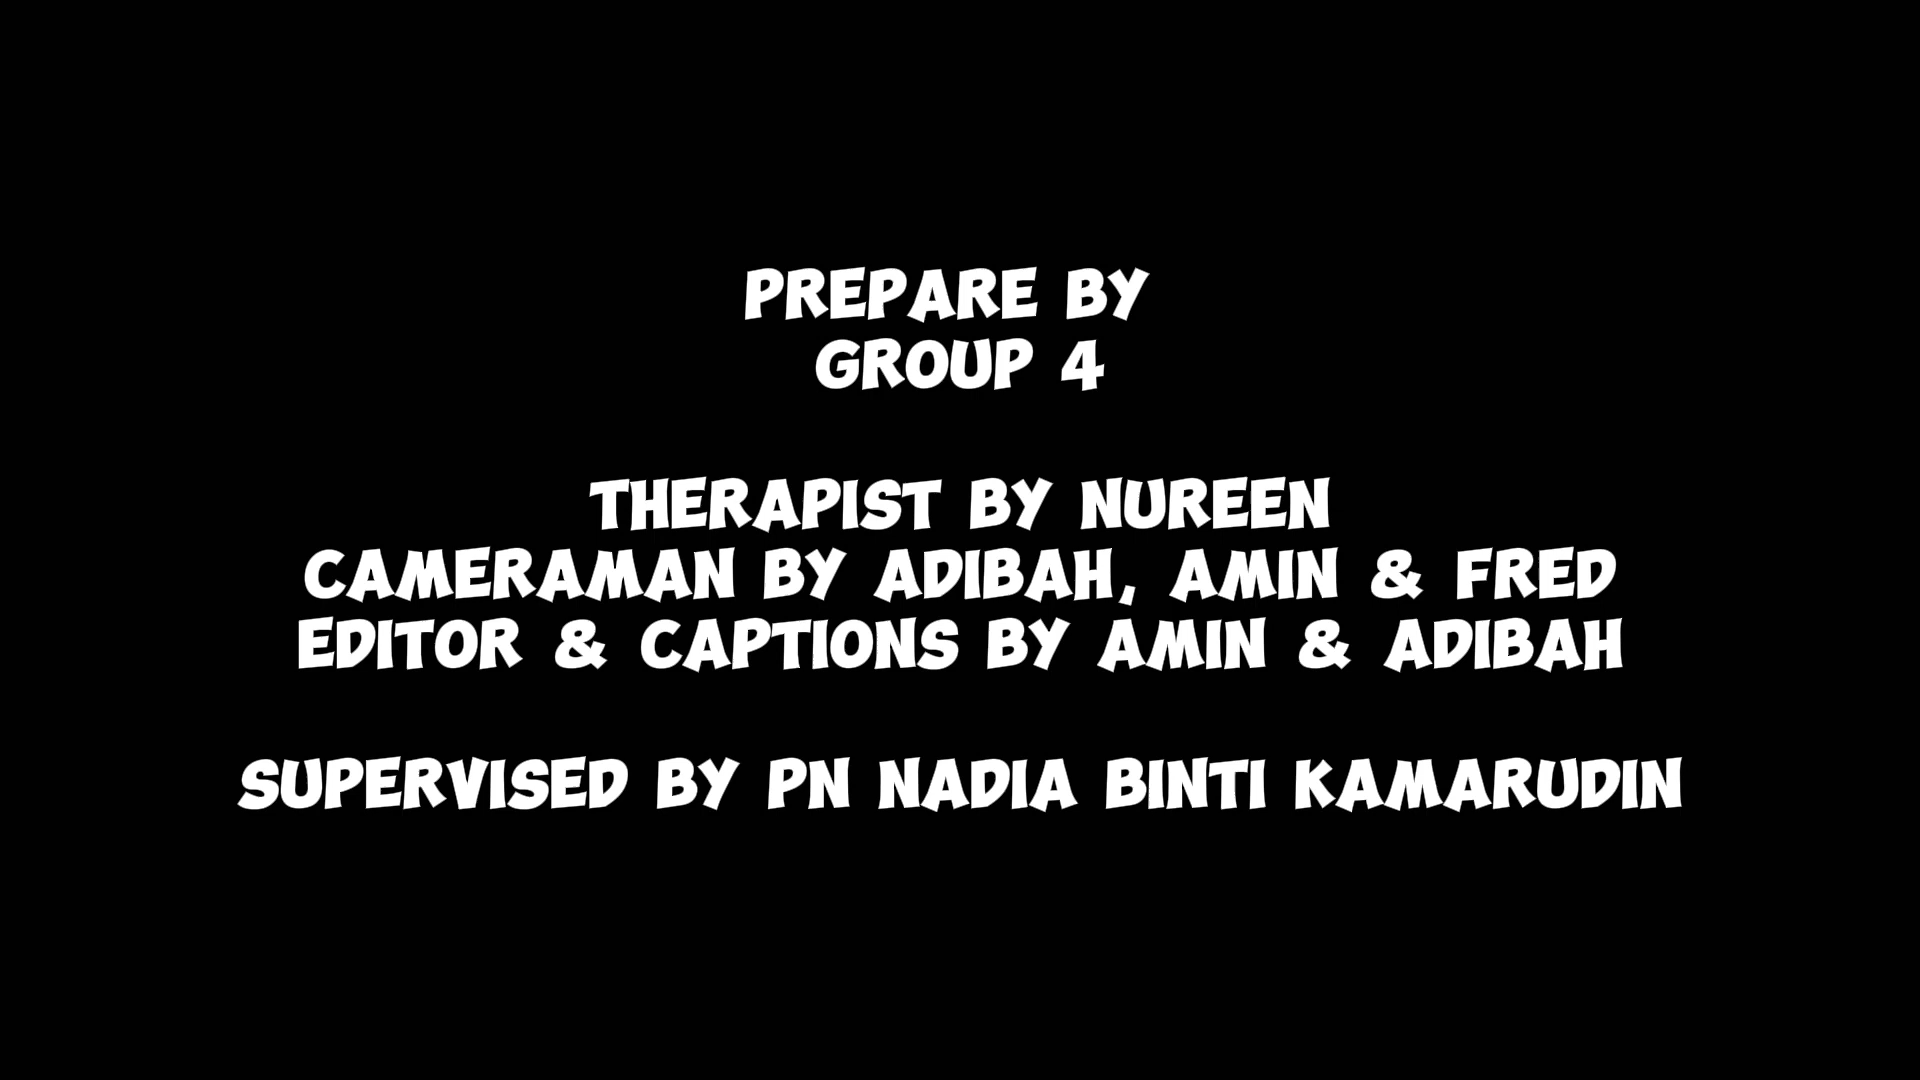 PREPARE BY
GROUP 4
THERAPIST BY NUREEN
CAMERAMAN BY ADIBAH, AMIN & FRED
EDITOR & CAPTIONS BY AMIN & ADIBAH
SUPERVISED BY PN NADIA BINTI KAMARUDIN